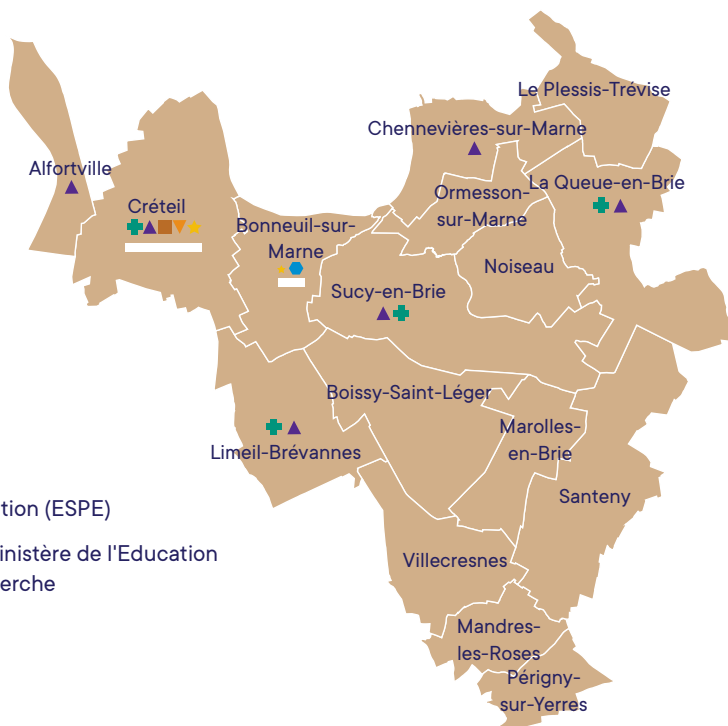 Le Plessis-Trévise
Chennevières-sur-Marne
Alfortville
La Queue-en-Brie
Ormesson-
sur-Marne
Créteil
Bonneuil-sur-
Marne
Noiseau
Sucy-en-Brie
Boissy-Saint-Léger
Marolles-
en-Brie
Limeil-Brévannes
Santeny
tion (ESPE)
inistère de l'Education
erche
Villecresnes
Mandres-
les-Roses
Périgny-
sur-Yerres